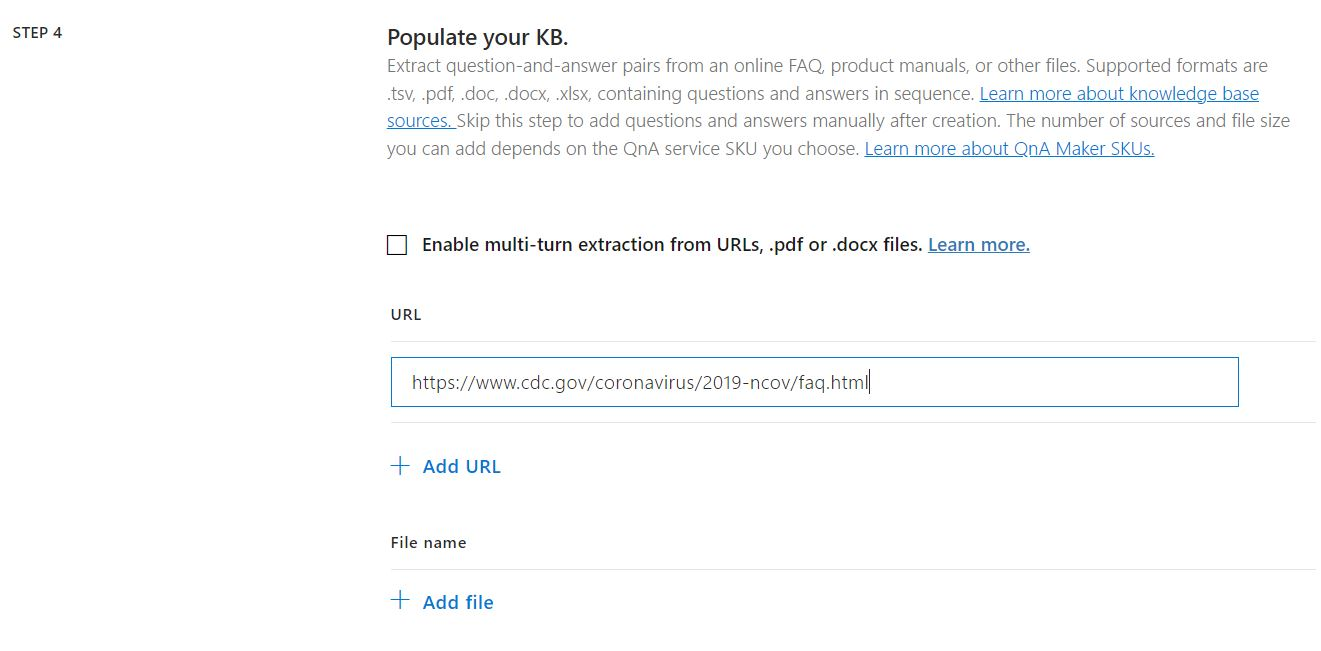 STEP 4
Populate your KB.
Extract question-and-answer pairs from an online FAQ, product manuals, or other files. Supported formats are
.tsv, .pdf, .doc, .docx, .xlsx, containing questions and answers in sequence. Learn more about knowledge base
sources. Skip this step to add questions and answers manually after creation. The number of sources and file size
you can add depends on the QnA service SKU you choose. Learn more about QnA Maker SKUs.
Enable multi-turn extraction from URLs, .pdf or .docx files. Learn more.
URL
https://www.cdc.gov/coronavirus/2019-ncov/faq.html
Add URL
File name
Add file